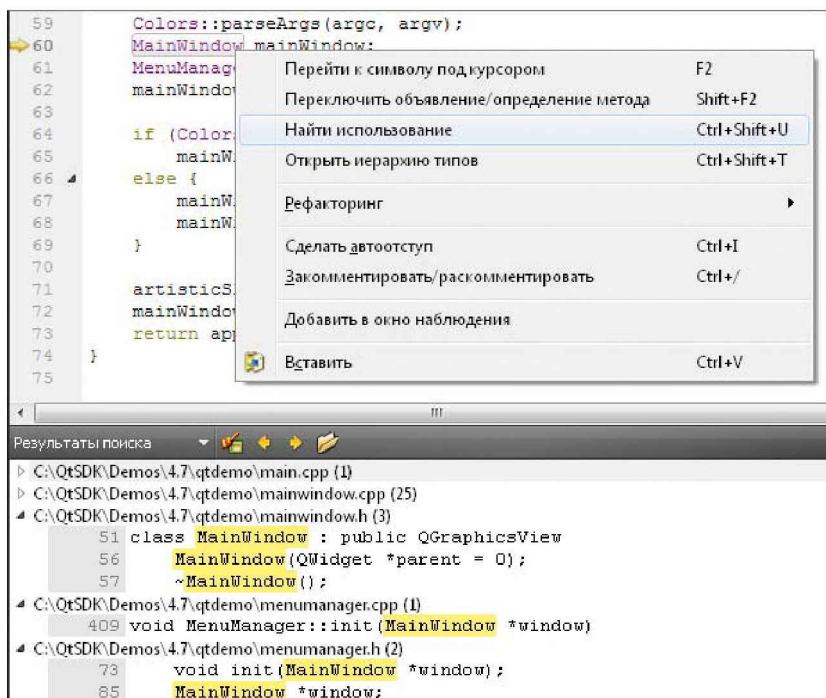 59 Colors::parseArgs(argc, argv);
60 MainWindow mainWindow;
61 MenuManag
62 mainWindo
63
64 if (Color
65 mainW
66 else {
67 mainW
68 mainW
69 }
70
71 artisticS
72 mainWindo
73 return ap
74 }
75
Перейти к символу под курсором F2
Переключить объявление/определение метода Shift+F2
Найти использование Ctrl+Shift+U
Открыть иерархию типов Ctrl+Shift+T
Рефакторинг
Сделать автоотступ Ctrl+I
Закомментировать/раскомментировать Ctrl+/
Добавить в окно наблюдения
Вставить Ctrl+V
Результаты поиска
C:\QtSDK\Demos\4.7\qtdemo\main.cpp (1)
C:\QtSDK\Demos\4.7\qtdemo\mainwindow.cpp (25)
C:\QtSDK\Demos\4.7\qtdemo\mainwindow.h (3)
51 class MainWindow : public QGraphicsView
56 MainWindow(QWidget *parent = 0);
57 ~MainWindow();
C:\QtSDK\Demos\4.7\qtdemo\menumanager.cpp (1)
409 void MenuManager::init(MainWindow *window)
C:\QtSDK\Demos\4.7\qtdemo\menumanager.h (2)
73 void init(MainWindow *window);
85 MainWindow *window;